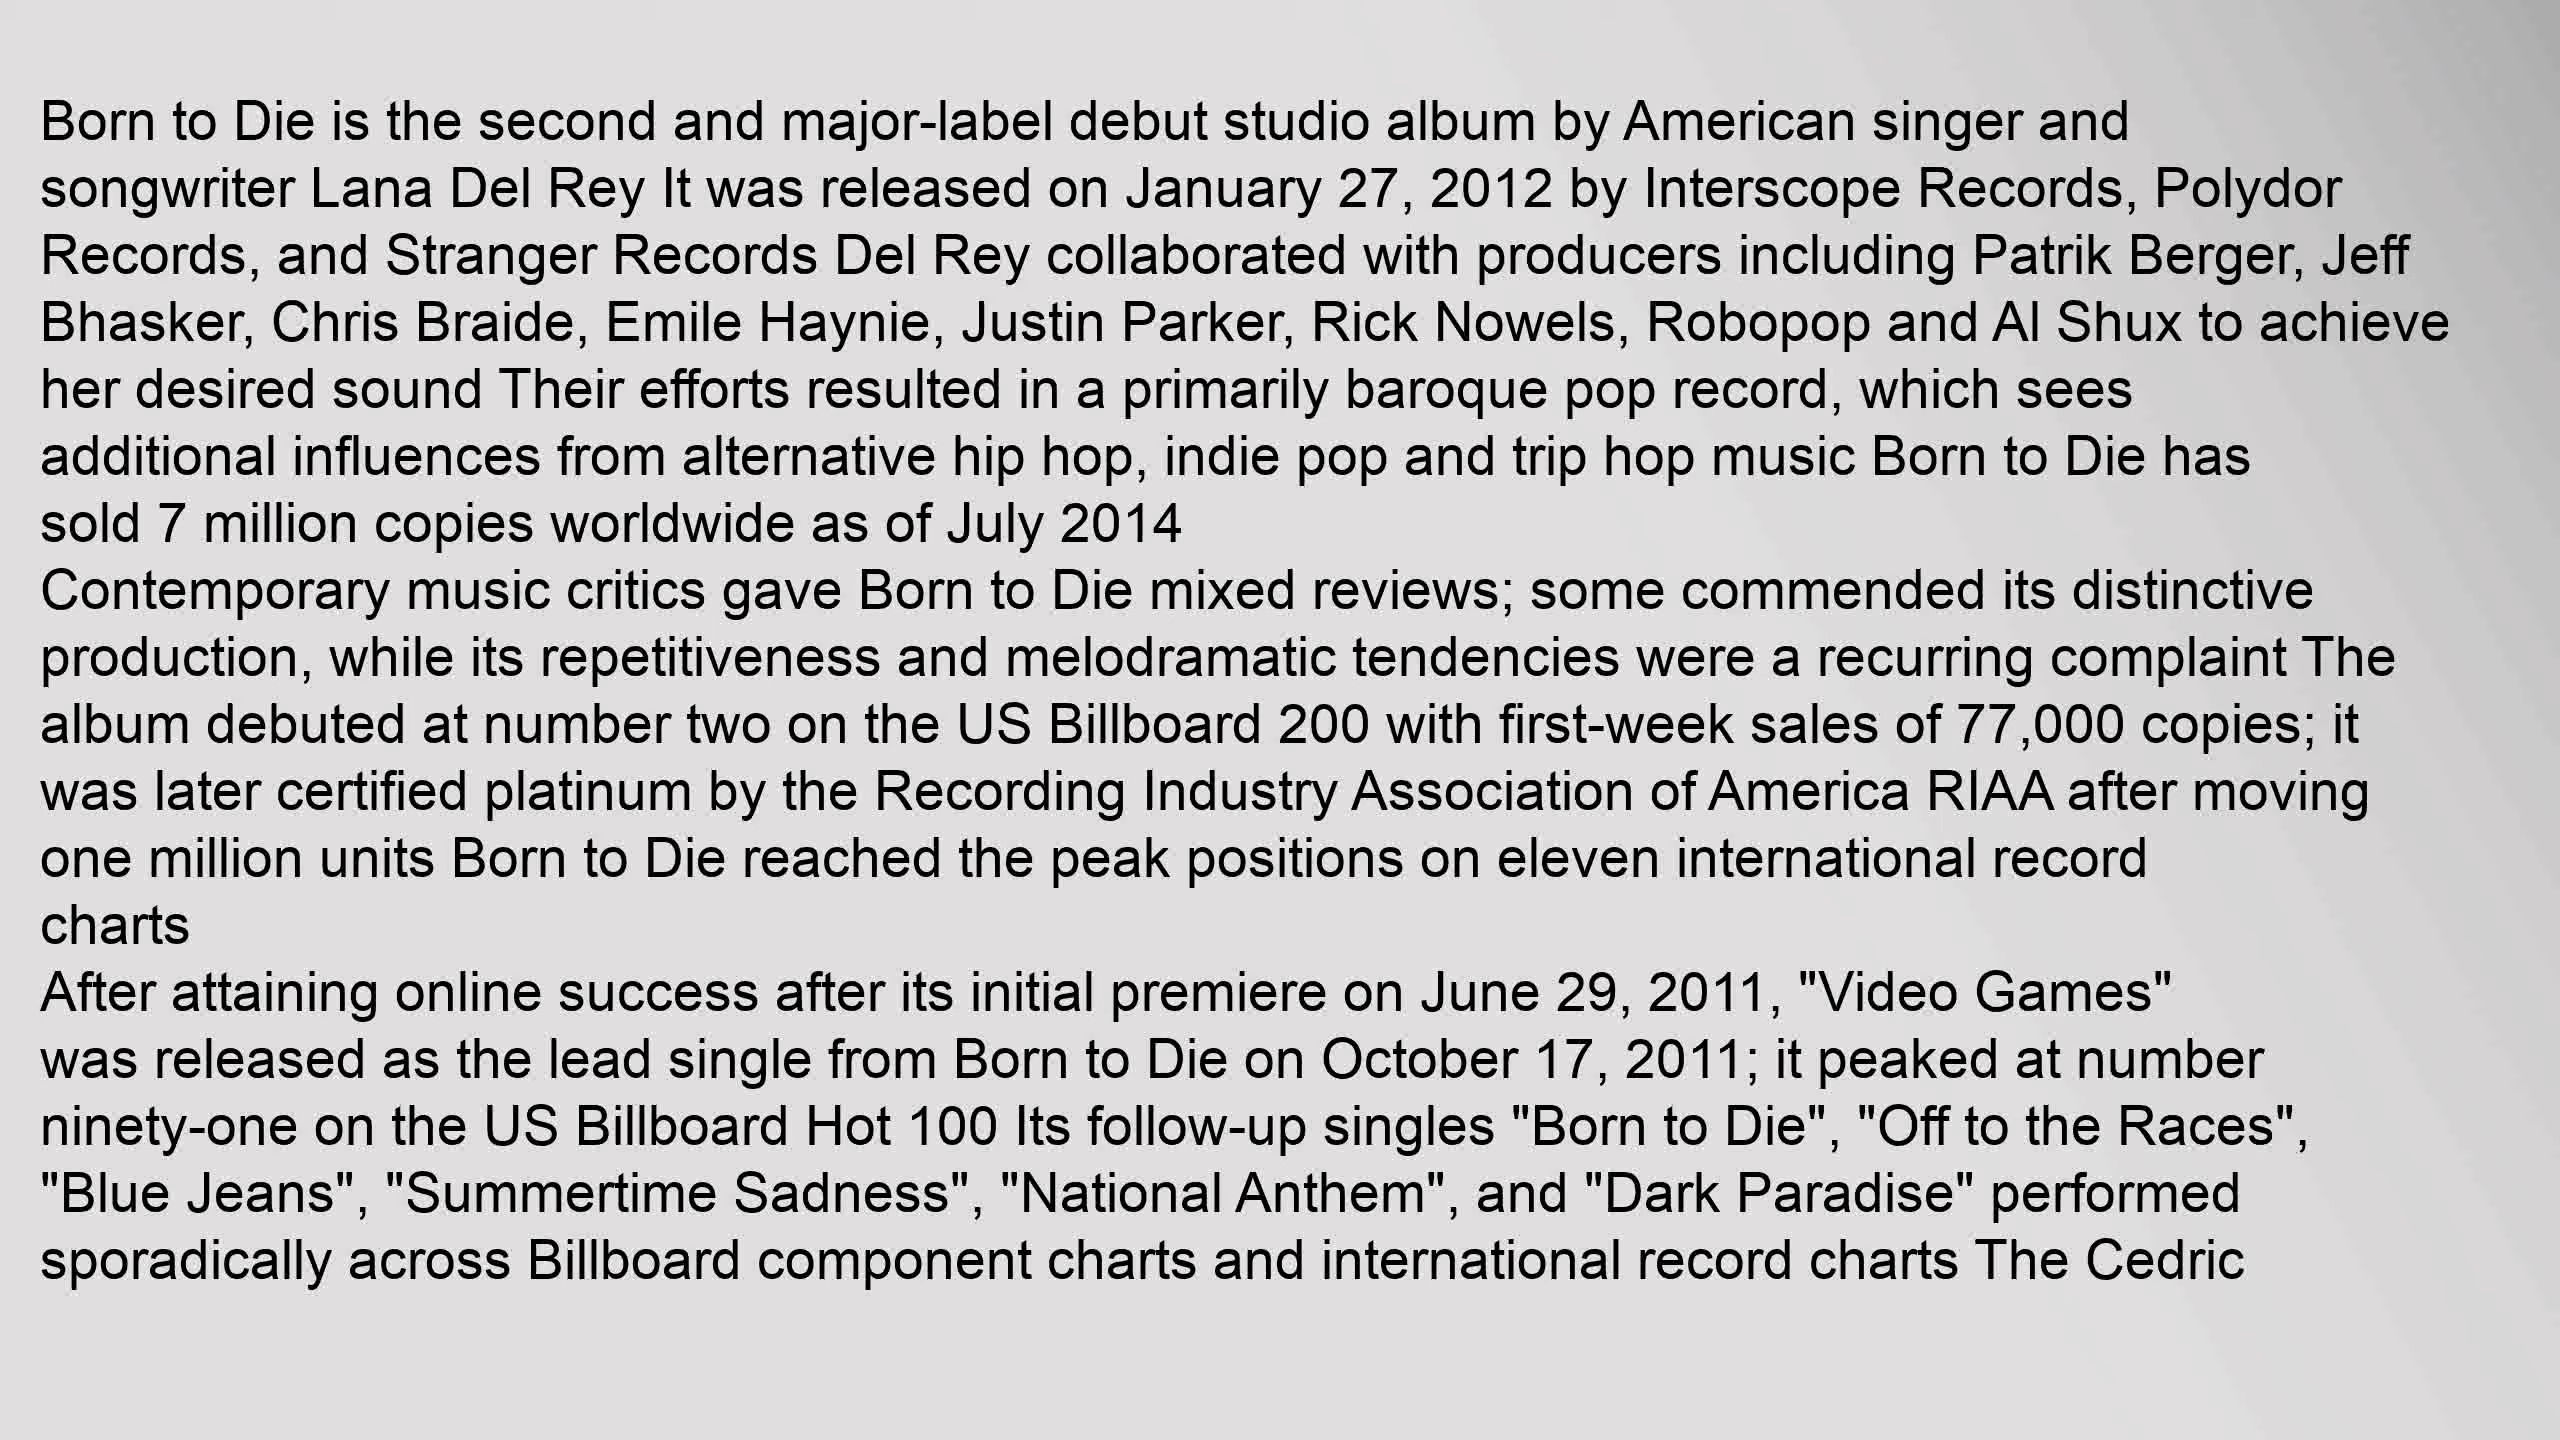 Born to Die is the second and major-label debut studio album by American singer and
songwriter Lana Del Rey It was released on January 27, 2012 by Interscope Records, Polydor
Records, and Stranger Records Del Rey collaborated with producers including Patrik Berger, Jeff
Bhasker, Chris Braide, Emile Haynie, Justin Parker, Rick Nowels, Robopop and Al Shux to achieve
her desired sound Their efforts resulted in a primarily baroque pop record, which sees
additional influences from alternative hip hop, indie pop and trip hop music Born to Die has
sold 7 million copies worldwide as of July 2014
Contemporary music critics gave Born to Die mixed reviews; some commended its distinctive
production, while its repetitiveness and melodramatic tendencies were a recurring complaint The
album debuted at number two on the US Billboard 200 with first-week sales of 77,000 copies; it
was later certified platinum by the Recording Industry Association of America RIAA after moving
one million units Born to Die reached the peak positions on eleven international record
charts
After attaining online success after its initial premiere on June 29, 2011, "Video Games"
was released as the lead single from Born to Die on October 17, 2011; it peaked at number
ninety-one on the US Billboard Hot 100 Its follow-up singles "Born to Die", "Off to the Races",
"Blue Jeans", "Summertime Sadness", "National Anthem", and "Dark Paradise" performed
sporadically across Billboard component charts and international record charts The Cedric